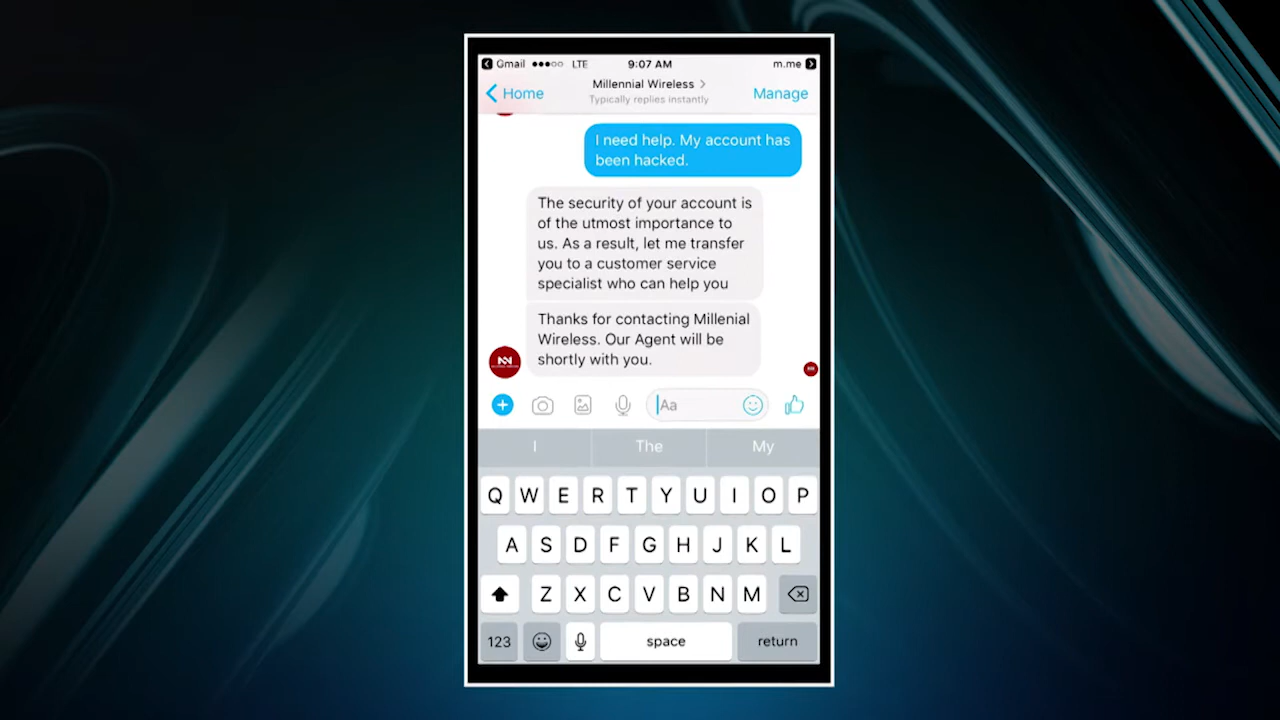 Gmail LTE 9:07 AM m.me
Millennial Wireless
Home Typically replies instantly Manage
I need help. My account has
been hacked.
The security of your account is
of the utmost importance to
us. As a result, let me transfer
you to a customer service
specialist who can help you
Thanks for contacting Millenial
Wireless. Our Agent will be
shortly with you.
Aa
I The My
Q W E R T Y U I O P
A S D F G H J K L
Z X C V B N M
123 space return